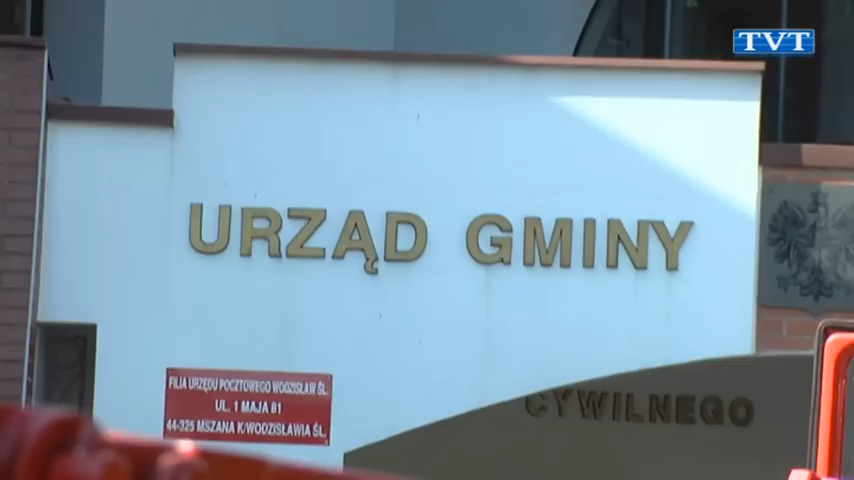 TVT
URZĄD GMINY
FILIA URZĘDU POCZTOWEGO WODZISŁAW ŚL.
UL. 1 MAJA 81
44-325 MSZANA K/WODZISŁAWIA ŚL.
CYWILNEGO